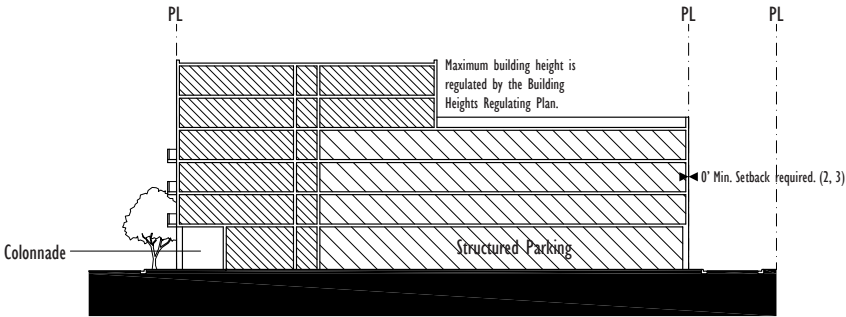 PL
PL
PL
Maximum building height is
regulated by the Building
Heights Regulating Plan.
0' Min. Setback required. (2, 3)
Colonnade
Structured Parking